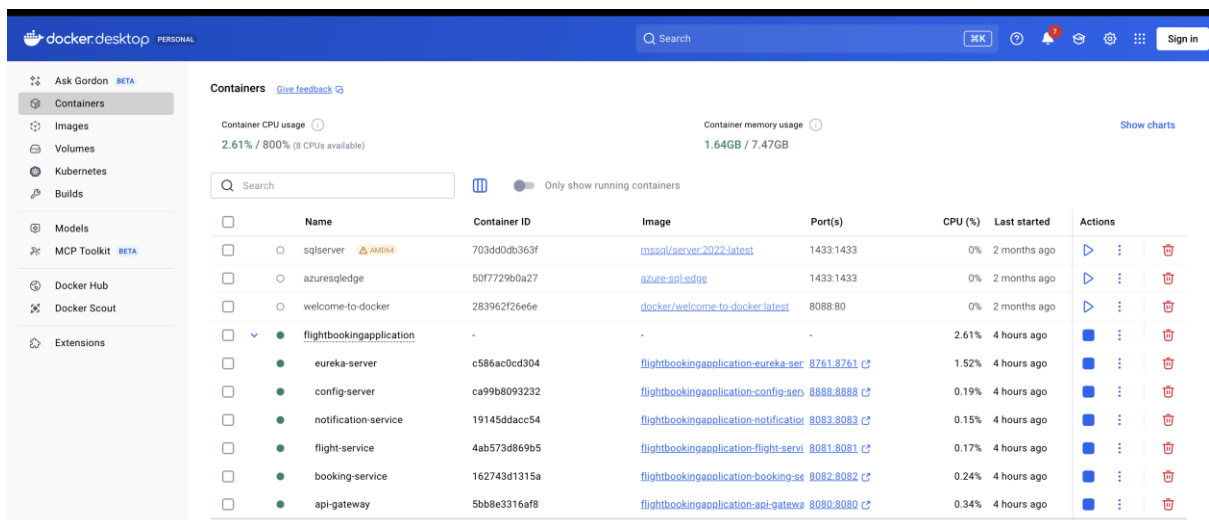 docker.desktop PERSONAL Search ⌘K 7 Sign in
Ask Gordon BETA
Containers
Images
Volumes
Kubernetes
Builds
Models
MCP Toolkit BETA
Docker Hub
Docker Scout
Extensions
Containers Give feedback
Container CPU usage
2.61% / 800% (8 CPUs available)
Container memory usage
1.64GB / 7.47GB
Show charts
Search
Only show running containers
Name Container ID Image Port(s) CPU (%) Last started Actions
sqlserver AMD64 703dd0db363f mssql/server:2022-latest 1433:1433 0% 2 months ago
azuresqledge 50f7729b0a27 azure-sql-edge 1433:1433 0% 2 months ago
welcome-to-docker 283962f26e6e docker/welcome-to-docker:latest 8088:80 0% 2 months ago
flightbookingapplication - - - 2.61% 4 hours ago
eureka-server c586ac0cd304 flightbookingapplication-eureka-ser 8761:8761 1.52% 4 hours ago
config-server ca99b8093232 flightbookingapplication-config-serv 8888:8888 0.19% 4 hours ago
notification-service 19145ddacc54 flightbookingapplication-notification 8083:8083 0.15% 4 hours ago
flight-service 4ab573d869b5 flightbookingapplication-flight-servi 8081:8081 0.17% 4 hours ago
booking-service 162743d1315a flightbookingapplication-booking-se 8082:8082 0.24% 4 hours ago
api-gateway 5bb8e3316af8 flightbookingapplication-api-gatewa 8080:8080 0.34% 4 hours ago